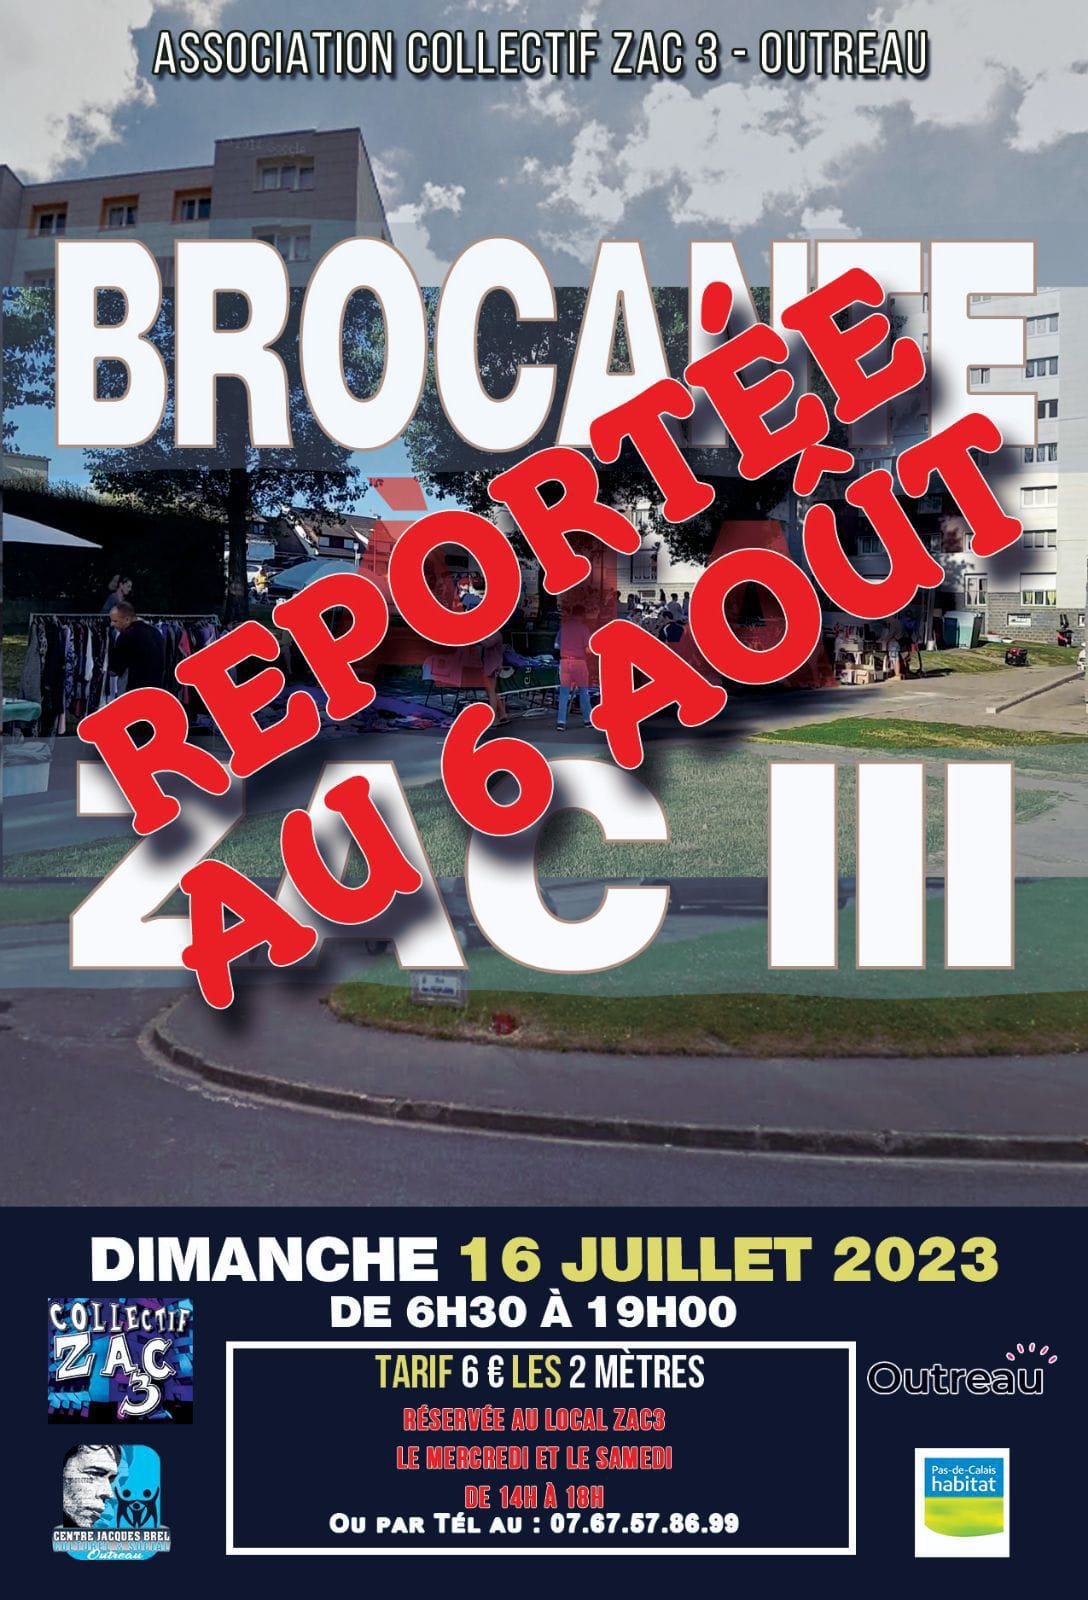 ASSOCIATION COLLECTIF ZAC 3 - OUTREAU
BROCANTE
REPORTÉE
AU 6 AOÛT
ZAC III
DIMANCHE 16 JUILLET 2023
DE 6H30 À 19H00
TARIF 6 € LES 2 MÈTRES
RÉSERVÉE AU LOCAL ZAC3
LE MERCREDI ET LE SAMEDI
DE 14H À 18H
OU PAR TÉL AU : 07.67.57.86.99
COLLECTIF
ZAC
3
CENTRE JACQUES BREL
CULTUREL & SOCIAL
Outreau
Outreau
Pas-de-Calais
habitat